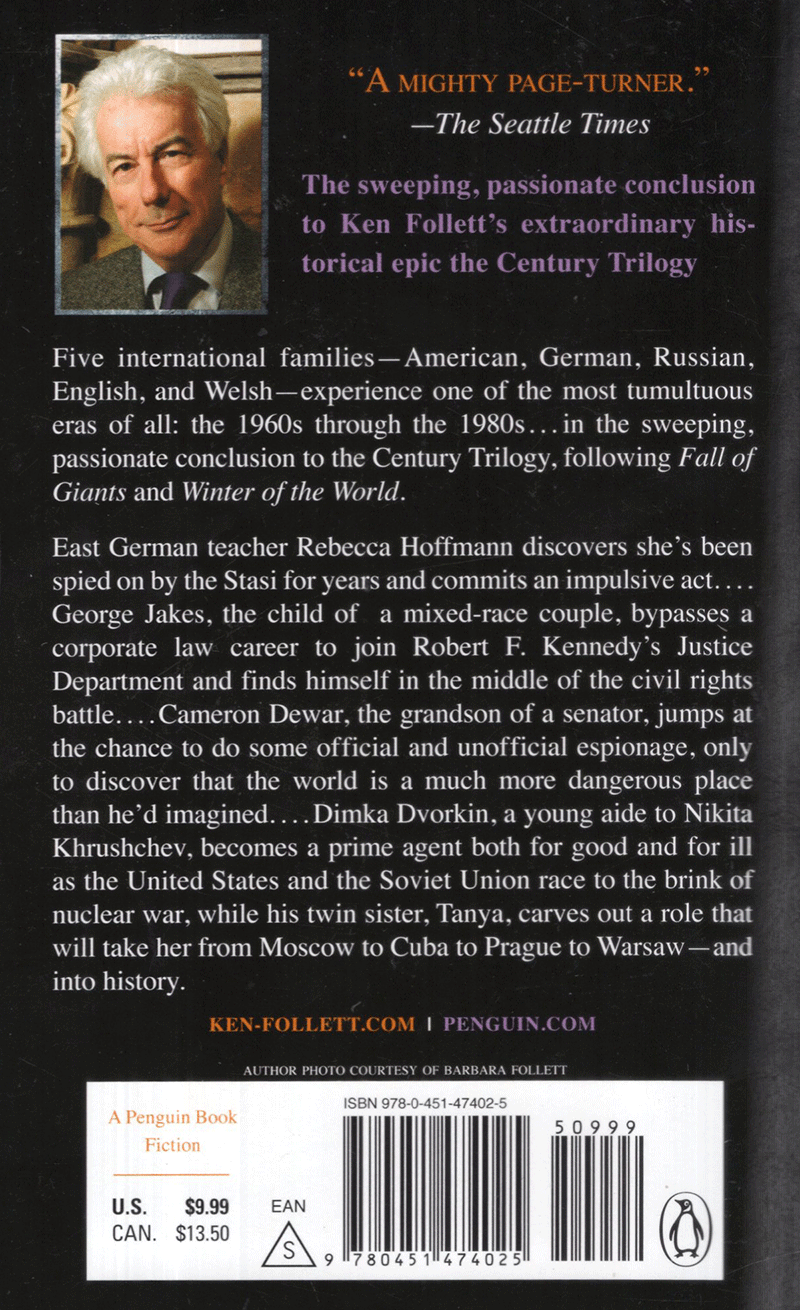 “A MIGHTY PAGE-TURNER.”
—The Seattle Times
The sweeping, passionate conclusion
to Ken Follett’s extraordinary his-
torical epic the Century Trilogy
Five international families—American, German, Russian,
English, and Welsh—experience one of the most tumultuous
eras of all: the 1960s through the 1980s...in the sweeping,
passionate conclusion to the Century Trilogy, following Fall of
Giants and Winter of the World.
East German teacher Rebecca Hoffmann discovers she’s been
spied on by the Stasi for years and commits an impulsive act....
George Jakes, the child of a mixed-race couple, bypasses a
corporate law career to join Robert F. Kennedy’s Justice
Department and finds himself in the middle of the civil rights
battle....Cameron Dewar, the grandson of a senator, jumps at
the chance to do some official and unofficial espionage, only
to discover that the world is a much more dangerous place
than he’d imagined....Dimka Dvorkin, a young aide to Nikita
Khrushchev, becomes a prime agent both for good and for ill
as the United States and the Soviet Union race to the brink of
nuclear war, while his twin sister, Tanya, carves out a role that
will take her from Moscow to Cuba to Prague to Warsaw—and
into history.
KEN-FOLLETT.COM | PENGUIN.COM
AUTHOR PHOTO COURTESY OF BARBARA FOLLETT
A Penguin Book
Fiction
U.S. $9.99
CAN. $13.50
EAN
S
ISBN 978-0-451-47402-5
9 780451 474025
50999